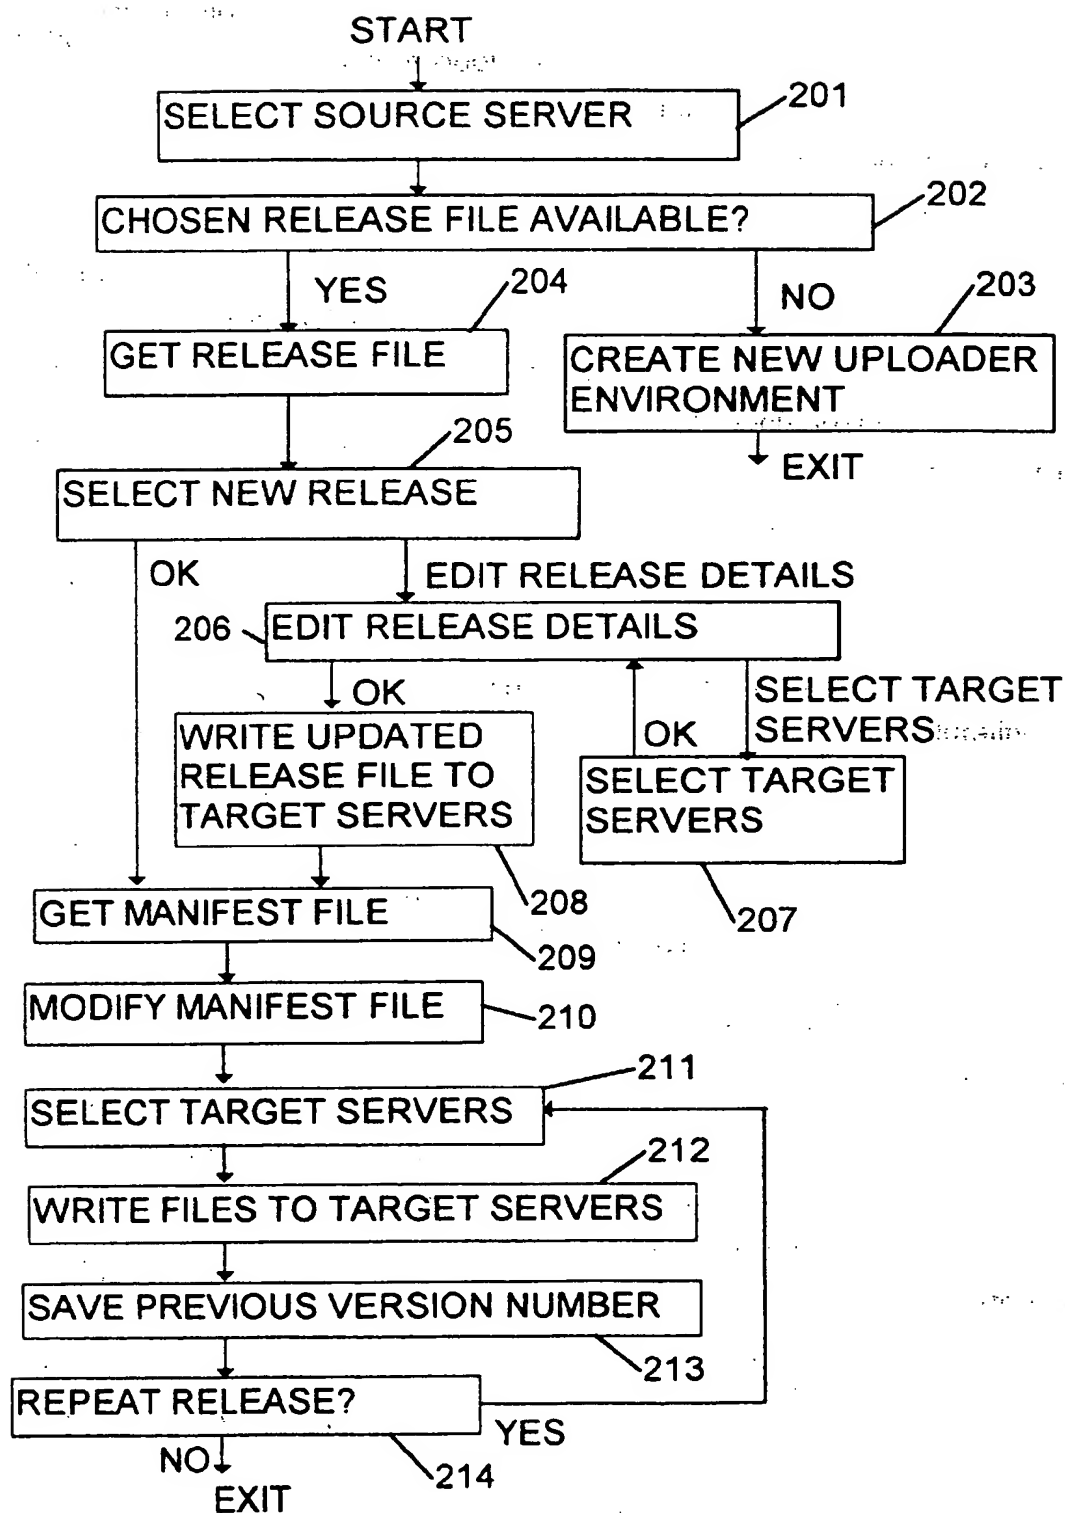 START
SELECT SOURCE SERVER
201
CHOSEN RELEASE FILE AVAILABLE?
202
YES
204
NO
203
GET RELEASE FILE
CREATE NEW UPLOADER
ENVIRONMENT
205
EXIT
SELECT NEW RELEASE
OK
EDIT RELEASE DETAILS
206
EDIT RELEASE DETAILS
OK
SELECT TARGET
SERVERS
OK
WRITE UPDATED
RELEASE FILE TO
TARGET SERVERS
SELECT TARGET
SERVERS
208
207
GET MANIFEST FILE
209
MODIFY MANIFEST FILE
210
211
SELECT TARGET SERVERS
212
WRITE FILES TO TARGET SERVERS
SAVE PREVIOUS VERSION NUMBER
213
REPEAT RELEASE?
YES
NO
214
EXIT